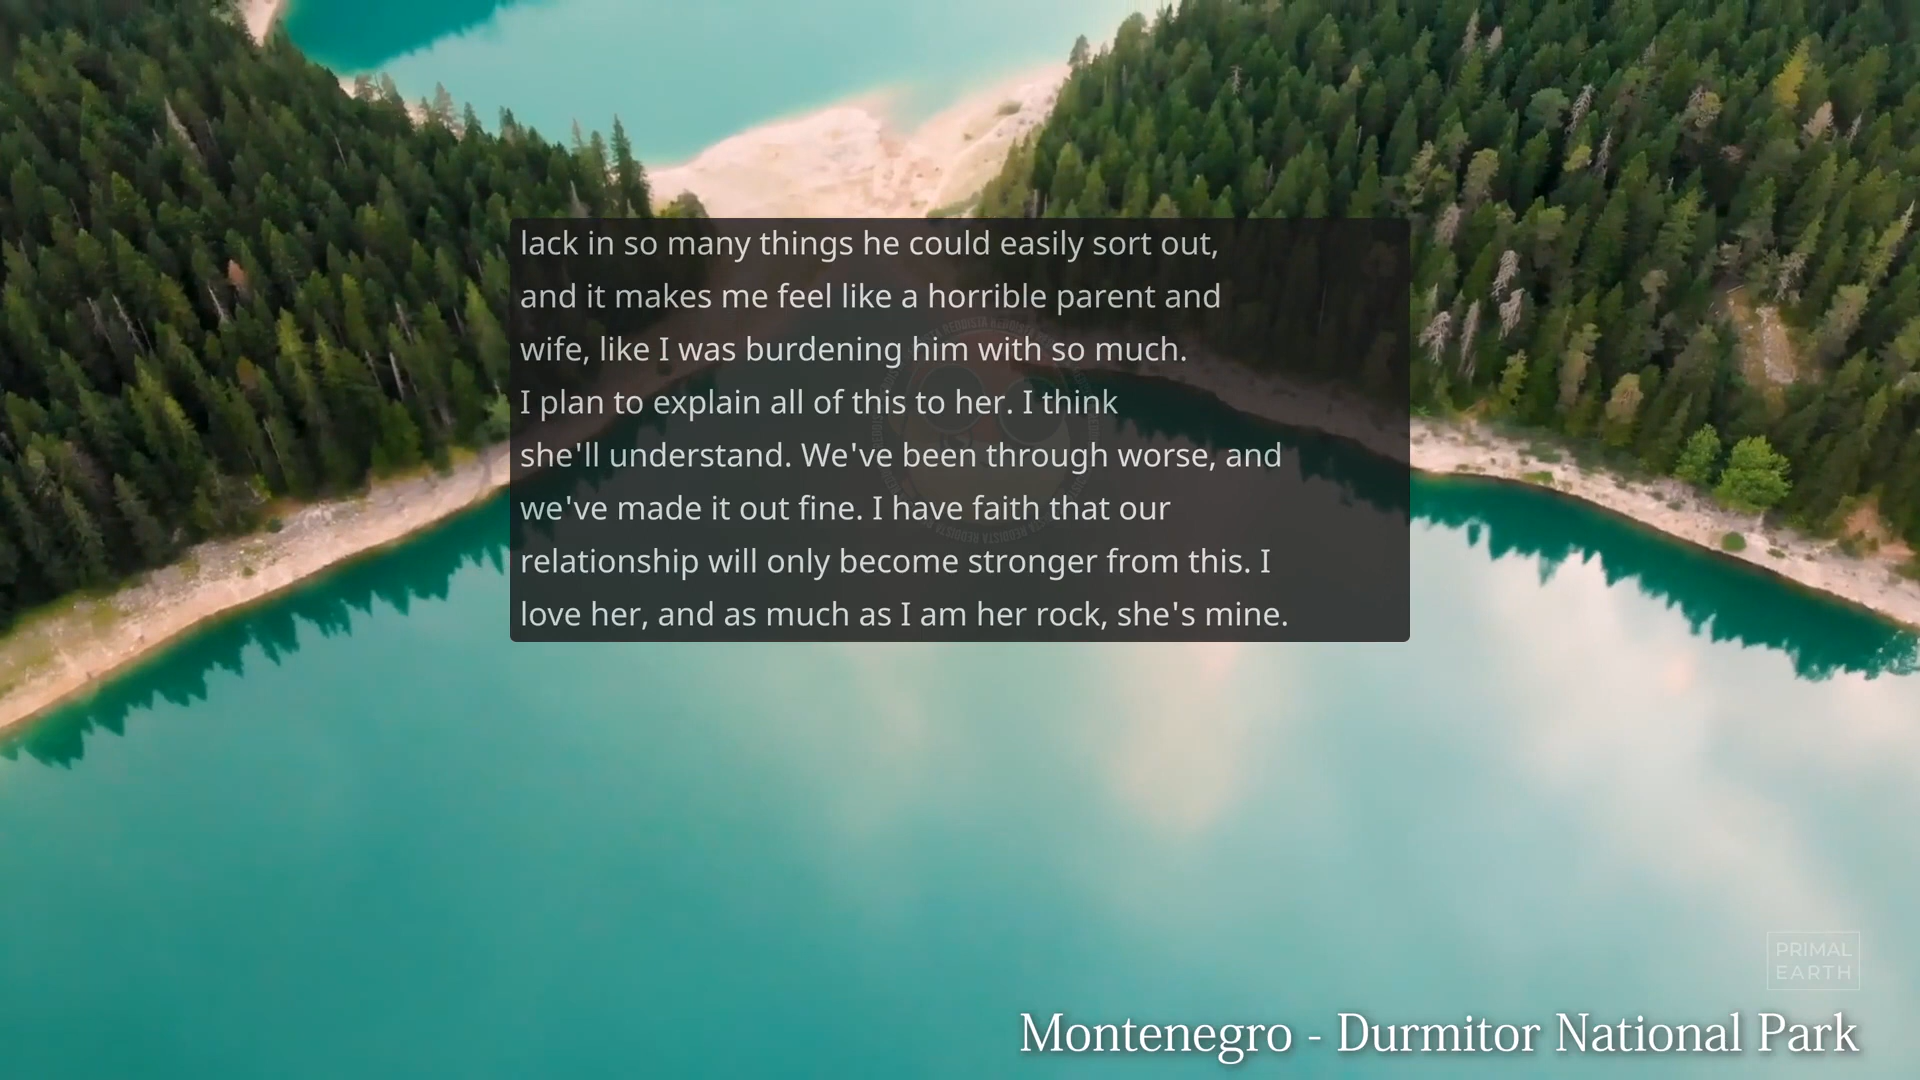 lack in so many things he could easily sort out,
and it makes me feel like a horrible parent and
wife, like I was burdening him with so much.
I plan to explain all of this to her. I think
she'll understand. We've been through worse, and
we've made it out fine. I have faith that our
relationship will only become stronger from this. I
love her, and as much as I am her rock, she's mine.
PRIMAL
EARTH
Montenegro - Durmitor National Park